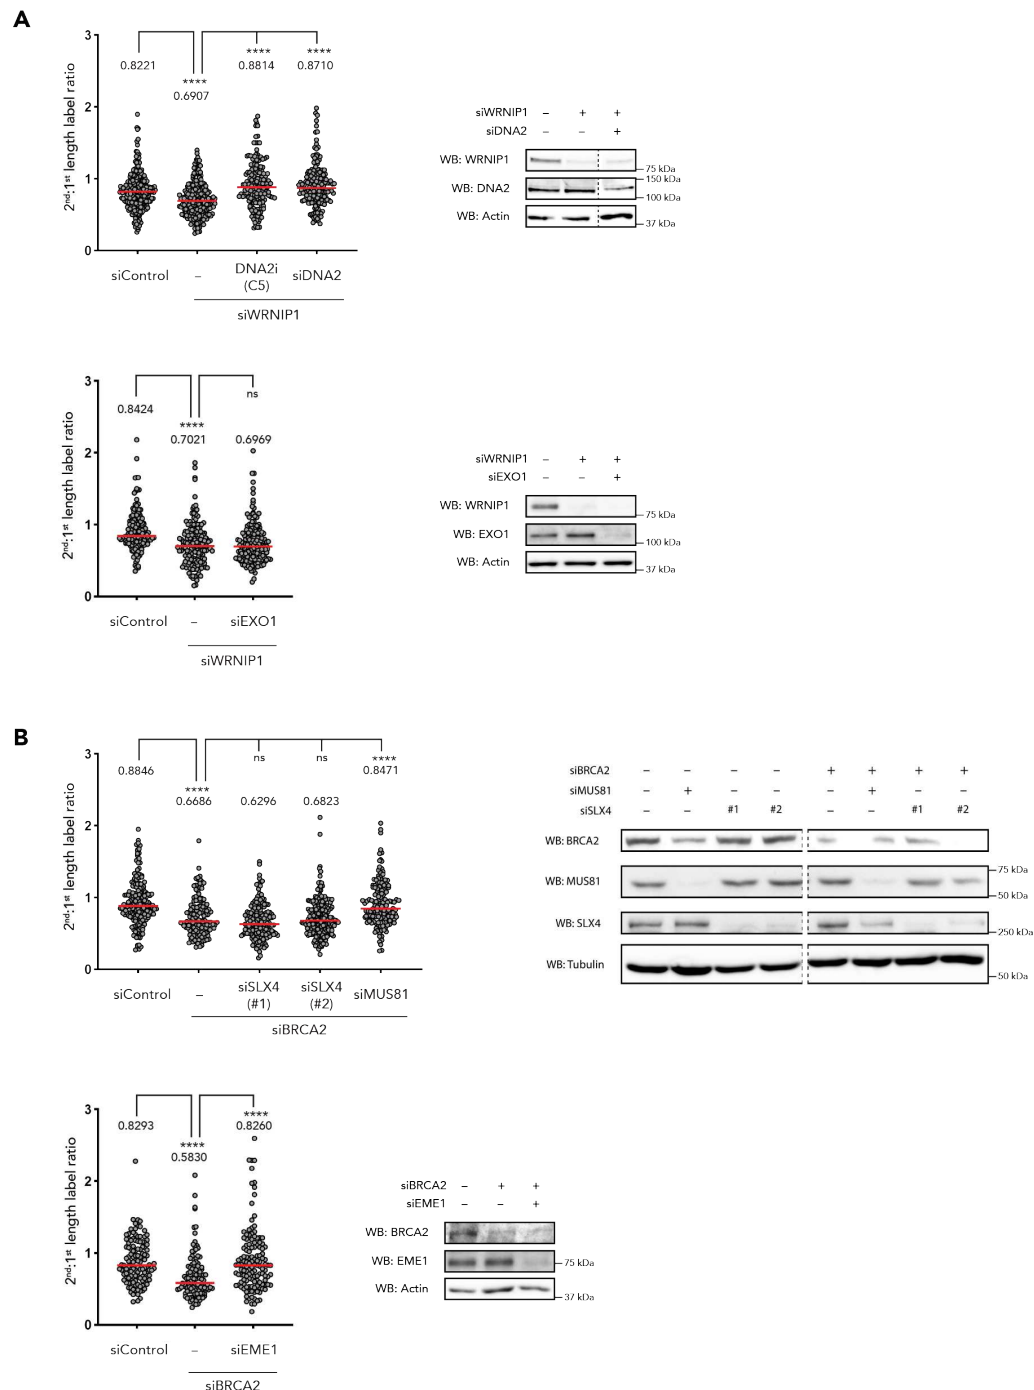 A
3
2
1
0
2nd:1st length label ratio
0.8221
****
0.6907
****
0.8814
****
0.8710
siControl
–
DNA2i
(C5)
siDNA2
siWRNIP1
siWRNIP1 – + +
siDNA2 – – +
WB: WRNIP1
75 kDa
150 kDa
WB: DNA2
100 kDa
WB: Actin
37 kDa
3
2
1
0
2nd:1st length label ratio
0.8424
****
0.7021
ns
0.6969
siControl – siEXO1
siWRNIP1
siWRNIP1 – + +
siEXO1 – – +
WB: WRNIP1
75 kDa
WB: EXO1
100 kDa
WB: Actin
37 kDa
B
3
2
1
0
2nd:1st length label ratio
0.8846
****
0.6686
ns
0.6296
ns
0.6823
****
0.8471
siControl
–
siSLX4
(#1)
siSLX4
(#2)
siMUS81
siBRCA2
siBRCA2 – – – – + + + +
siMUS81 – + – – – + – –
siSLX4 – – #1 #2 – – #1 #2
WB: BRCA2
75 kDa
WB: MUS81
50 kDa
WB: SLX4
250 kDa
WB: Tubulin
50 kDa
3
2
1
0
2nd:1st length label ratio
0.8293
****
0.5830
****
0.8260
siControl – siEME1
siBRCA2
siBRCA2 – + +
siEME1 – – +
WB: BRCA2
WB: EME1
75 kDa
WB: Actin
37 kDa